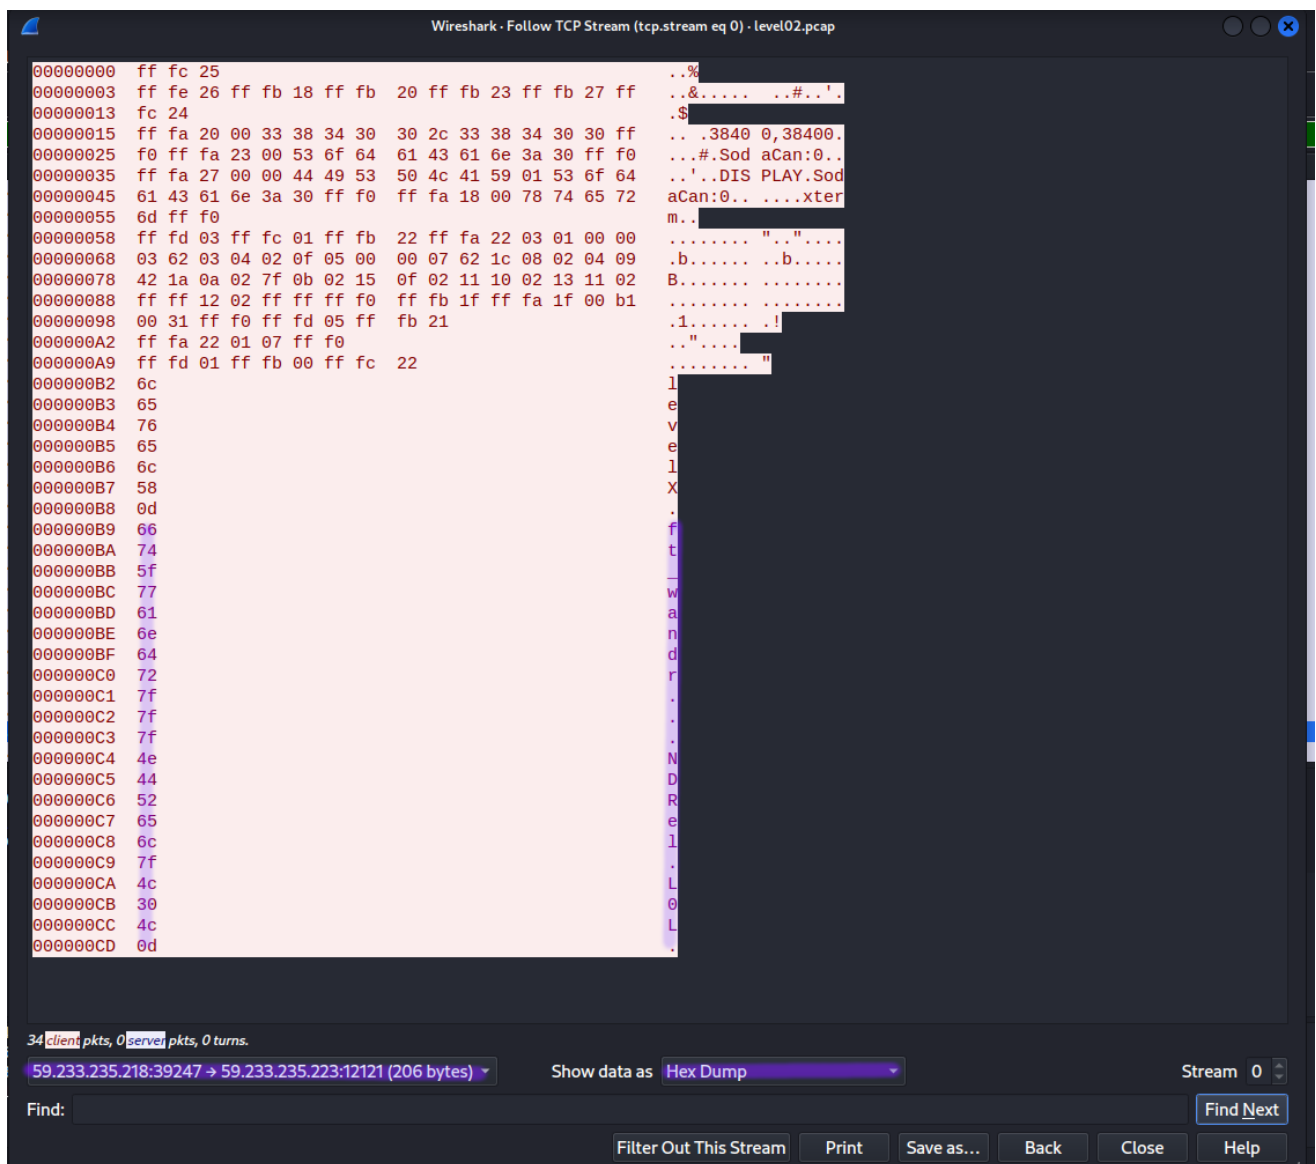 Wireshark · Follow TCP Stream (tcp.stream eq 0) · level02.pcap
00000000  ff fc 25                                           ..%
00000003  ff fe 26 ff fb 18 ff fb  20 ff fb 23 ff fb 27 ff   ..&..... ..#..'.
00000013  fc 24                                              .$
00000015  ff fa 20 00 33 38 34 30  30 2c 33 38 34 30 30 ff   .. .3840 0,38400.
00000025  f0 ff fa 23 00 53 6f 64  61 43 61 6e 3a 30 ff f0   ...#.Sod aCan:0..
00000035  ff fa 27 00 00 44 49 53  50 4c 41 59 01 53 6f 64   ..'..DIS PLAY.Sod
00000045  61 43 61 6e 3a 30 ff f0  ff fa 18 00 78 74 65 72   aCan:0.. ....xter
00000055  6d ff f0                                           m..
00000058  ff fd 03 ff fc 01 ff fb  22 ff fa 22 03 01 00 00   ........ ".."....
00000068  03 62 03 04 02 0f 05 00  00 07 62 1c 08 02 04 09   .b...... ..b.....
00000078  42 1a 0a 02 7f 0b 02 15  0f 02 11 10 02 13 11 02   B....... ........
00000088  ff ff 12 02 ff ff ff f0  ff fb 1f ff fa 1f 00 b1   ........ ........
00000098  00 31 ff f0 ff fd 05 ff  fb 21                     .1...... .!
000000A2  ff fa 22 01 07 ff f0                               .."....
000000A9  ff fd 01 ff fb 00 ff fc  22                        ........ "
000000B2  6c                                                 l
000000B3  65                                                 e
000000B4  76                                                 v
000000B5  65                                                 e
000000B6  6c                                                 l
000000B7  58                                                 X
000000B8  0d                                                 .
000000B9  66                                                 f
000000BA  74                                                 t
000000BB  5f                                                 _
000000BC  77                                                 w
000000BD  61                                                 a
000000BE  6e                                                 n
000000BF  64                                                 d
000000C0  72                                                 r
000000C1  7f                                                 .
000000C2  7f                                                 .
000000C3  7f                                                 .
000000C4  4e                                                 N
000000C5  44                                                 D
000000C6  52                                                 R
000000C7  65                                                 e
000000C8  6c                                                 l
000000C9  7f                                                 .
000000CA  4c                                                 L
000000CB  30                                                 0
000000CC  4c                                                 L
000000CD  0d                                                 .
34 client pkts, 0 server pkts, 0 turns.
59.233.235.218:39247 → 59.233.235.223:12121 (206 bytes) Show data as Hex Dump Stream 0
Find: Find Next
Filter Out This Stream Print Save as... Back Close Help